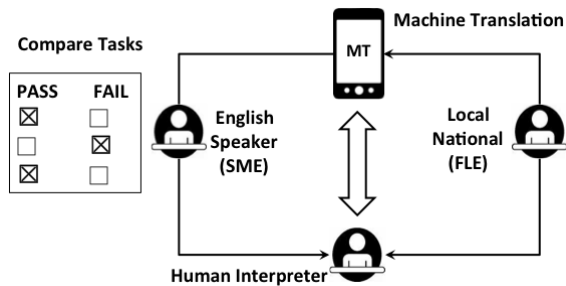 Compare Tasks
PASS FAIL
Machine Translation
MT
English
Speaker
(SME)
Local
National
(FLE)
Human Interpreter